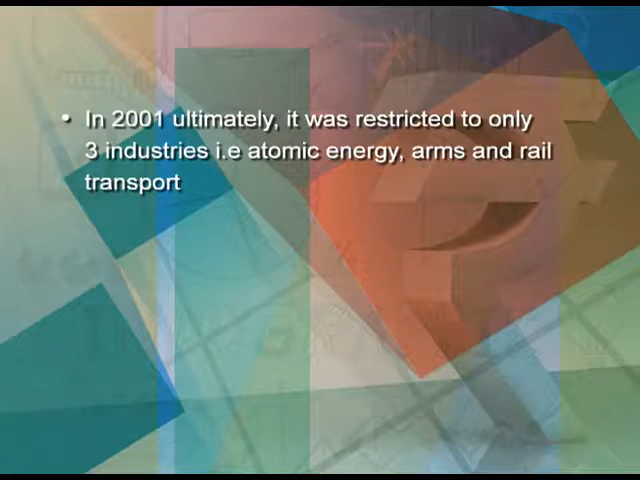 • In 2001 ultimately, it was restricted to only
3 industries i.e atomic energy, arms and rail
transport